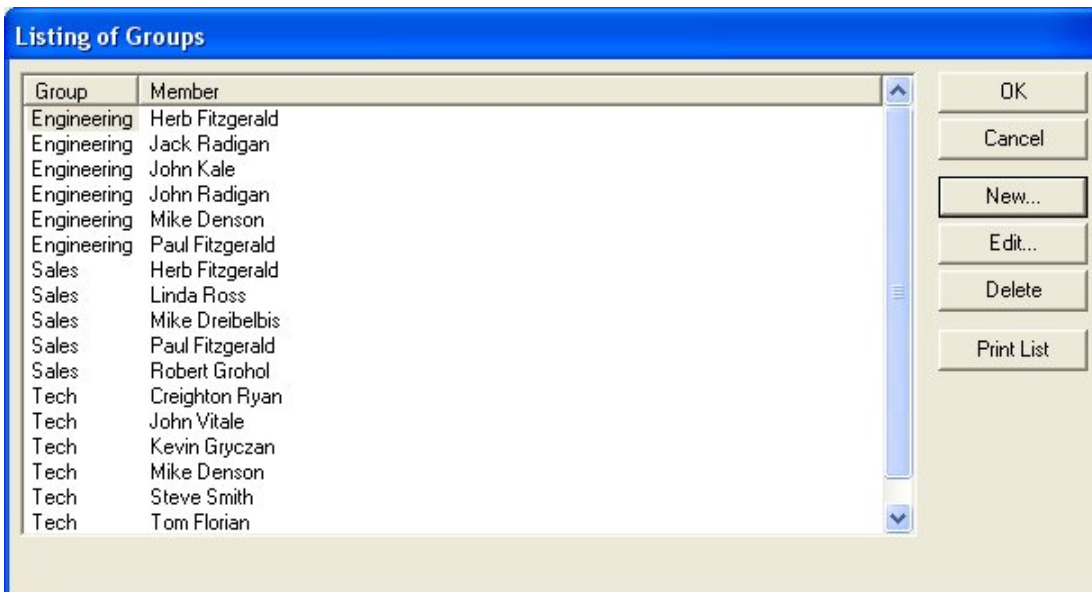 Listing of Groups
Group Member
Engineering Herb Fitzgerald
Engineering Jack Radigan
Engineering John Kale
Engineering John Radigan
Engineering Mike Denson
Engineering Paul Fitzgerald
Sales Herb Fitzgerald
Sales Linda Ross
Sales Mike Dreibelbis
Sales Paul Fitzgerald
Sales Robert Grohol
Tech Creighton Ryan
Tech John Vitale
Tech Kevin Gryczan
Tech Mike Denson
Tech Steve Smith
Tech Tom Florian
OK
Cancel
New...
Edit...
Delete
Print List